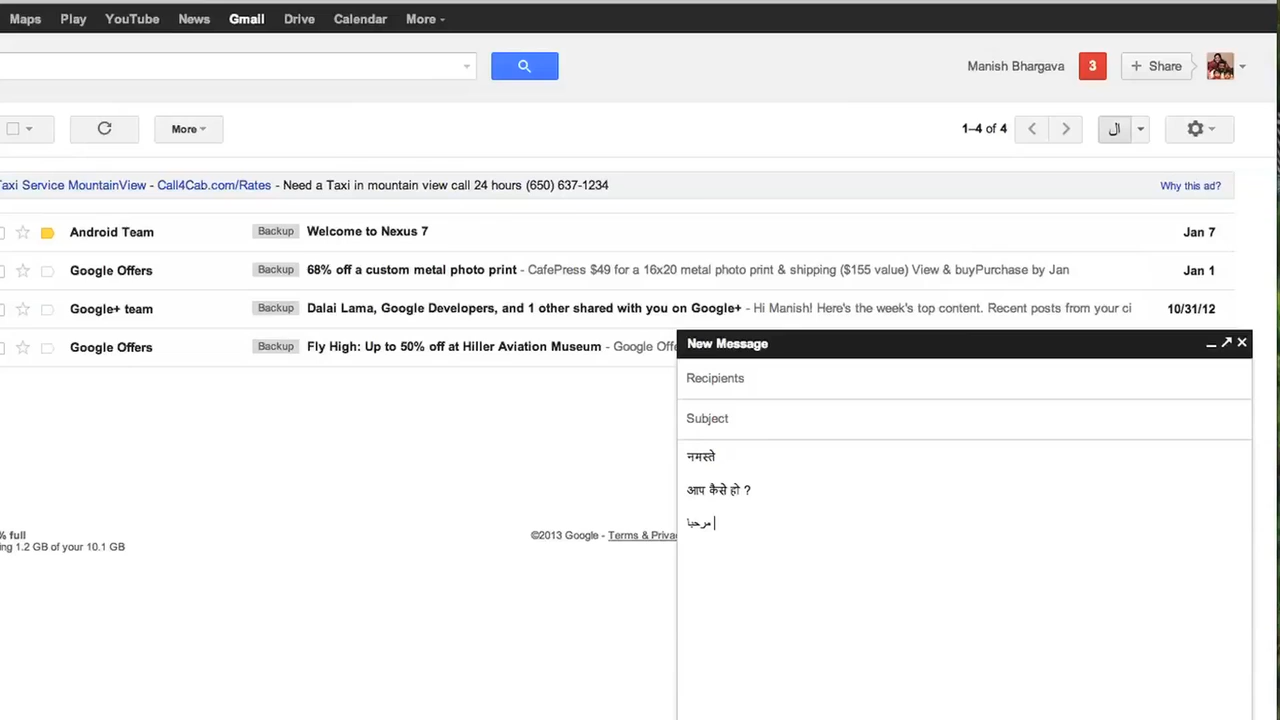 Maps Play YouTube News Gmail Drive Calendar More
Manish Bhargava 3 + Share
More 1–4 of 4 ال
Taxi Service MountainView - Call4Cab.com/Rates - Need a Taxi in mountain view call 24 hours (650) 637-1234 Why this ad?
Android Team Backup Welcome to Nexus 7 Jan 7
Google Offers Backup 68% off a custom metal photo print - CafePress $49 for a 16x20 metal photo print & shipping ($155 value) View & buyPurchase by Jan Jan 1
Google+ team Backup Dalai Lama, Google Developers, and 1 other shared with you on Google+ - Hi Manish! Here's the week's top content. Recent posts from your ci 10/31/12
Google Offers Backup Fly High: Up to 50% off at Hiller Aviation Museum - Google Offe
New Message
Recipients
Subject
नमस्ते
आप कैसे हो ?
مرحبا
% full
ng 1.2 GB of your 10.1 GB
©2013 Google - Terms & Priva